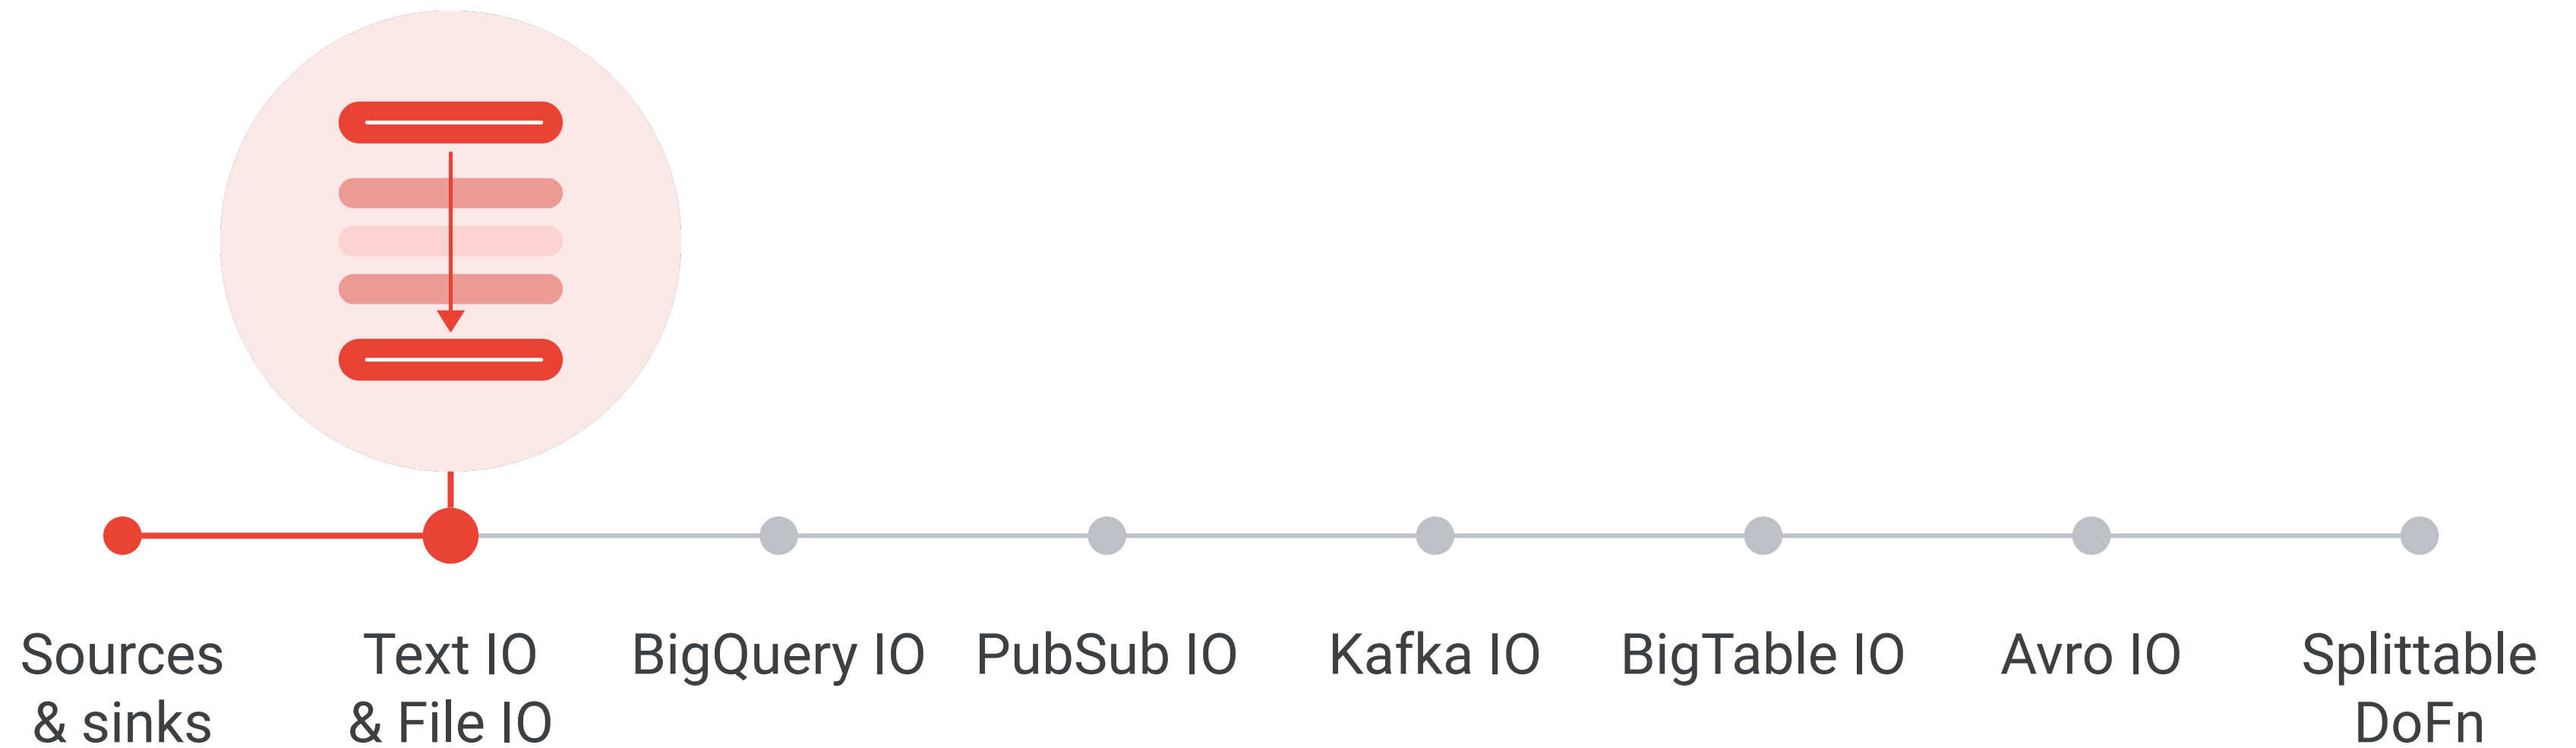 Sources
& sinks
Text IO
& File IO
BigQuery IO
PubSub IO
Kafka IO
BigTable IO
Avro IO
Splittable
DoFn